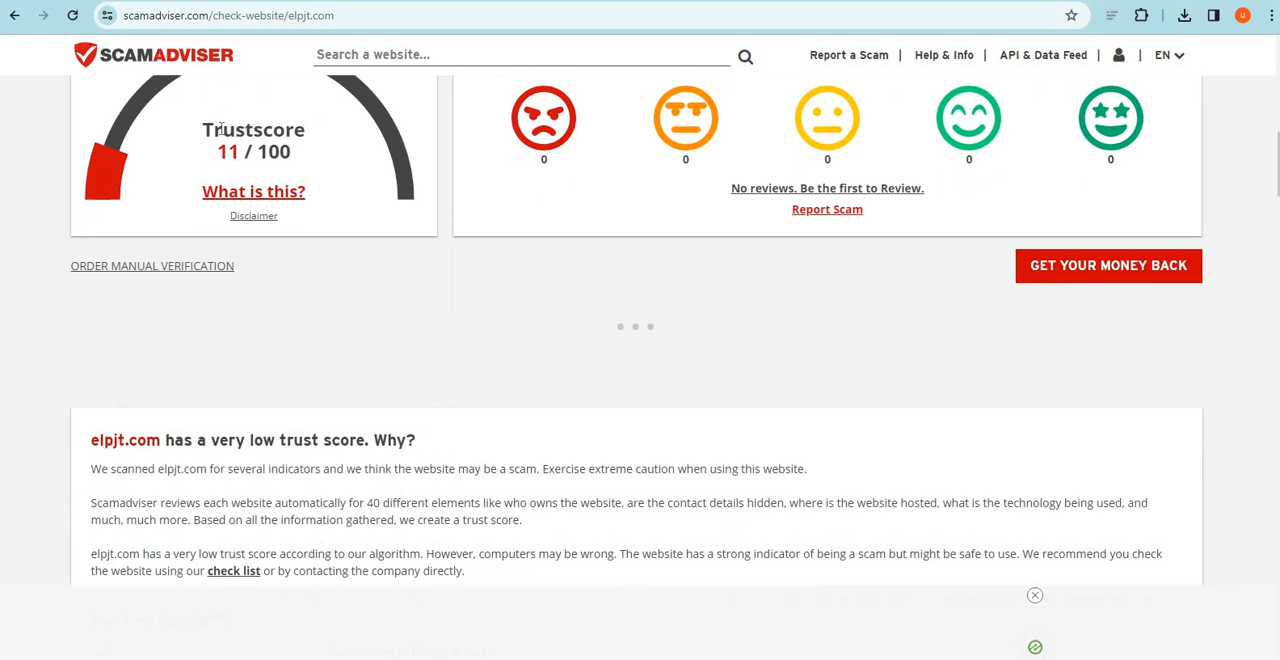 scamadviser.com/check-website/elpjt.com
u
SCAMADVISER
Search a website...
Report a Scam | Help & Info | API & Data Feed | | EN
Trustscore
11 / 100
What is this?
Disclaimer
0 0 0 0 0
No reviews. Be the first to Review.
Report Scam
ORDER MANUAL VERIFICATION
GET YOUR MONEY BACK
elpjt.com has a very low trust score. Why?
We scanned elpjt.com for several indicators and we think the website may be a scam. Exercise extreme caution when using this website.
Scamadviser reviews each website automatically for 40 different elements like who owns the website, are the contact details hidden, where is the website hosted, what is the technology being used, and
much, much more. Based on all the information gathered, we create a trust score.
elpjt.com has a very low trust score according to our algorithm. However, computers may be wrong. The website has a strong indicator of being a scam but might be safe to use. We recommend you check
the website using our check list or by contacting the company directly.